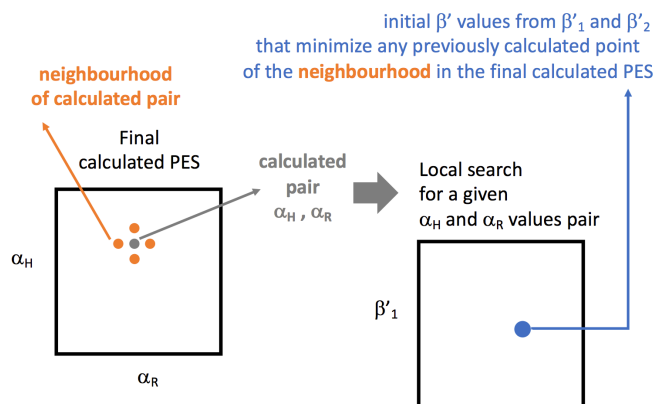 initial β' values from β'1 and β'2
that minimize any previously calculated point
of the neighbourhood in the final calculated PES
neighbourhood
of calculated pair
Final
calculated PES
calculated
pair
αH , αR
Local search
for a given
αH and αR values pair
αH
αR
β'1